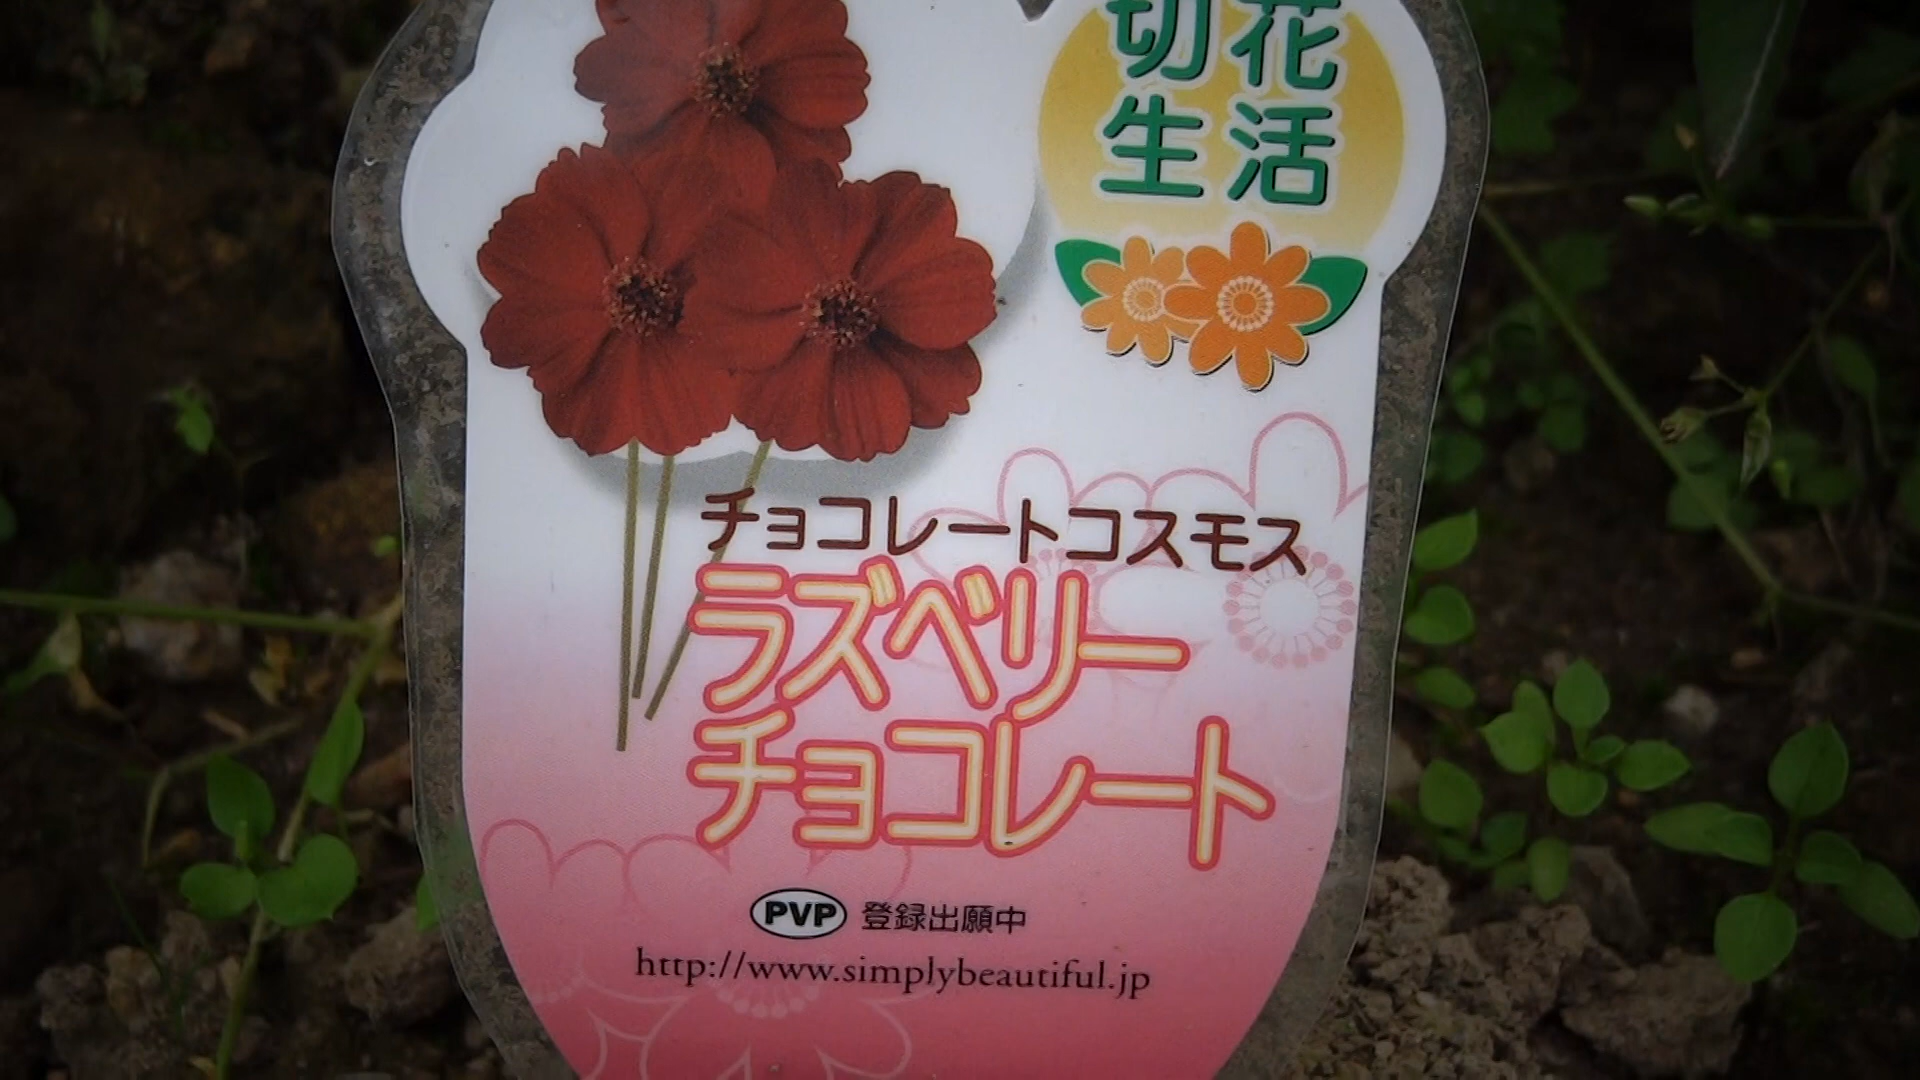 切花
生活
チョコレートコスモス
ラズベリー
チョコレート
PVP 登録出願中
http://www.simplybeautiful.jp